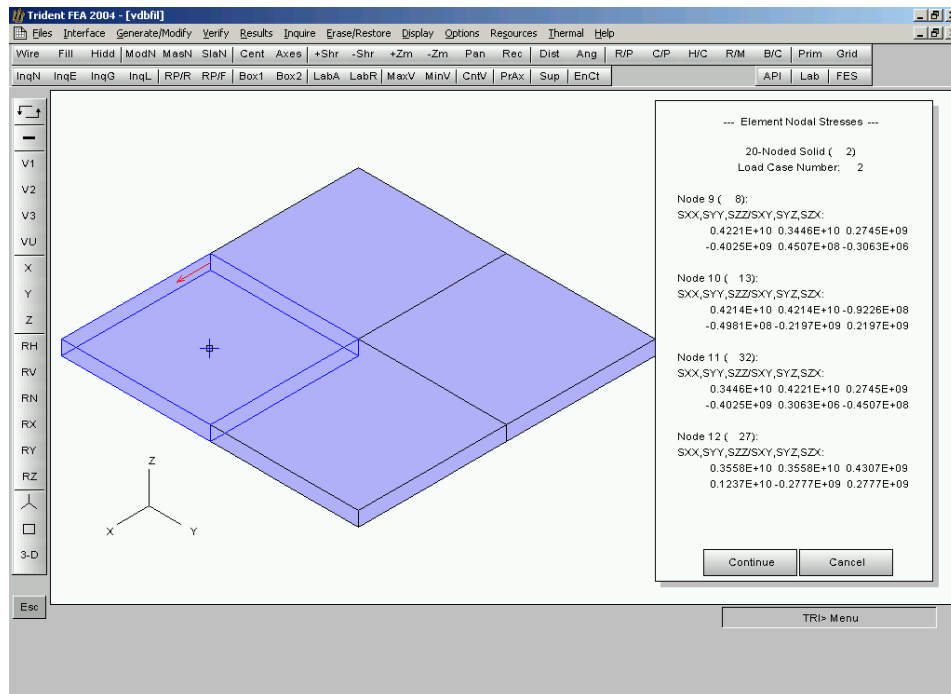 Trident FEA 2004 - [vdbfil]
Files Interface Generate/Modify Verify Results Inquire Erase/Restore Display Options Resources Thermal Help
Wire Fill Hidd ModN MasN SlaN Cent Axes +Shr -Shr +Zm -Zm Pan Rec Dist Ang R/P C/P H/C R/M B/C Prim Grid
InqN InqE InqG InqL RP/R RP/F Box1 Box2 LabA LabR MaxV MinV CntV PrAx Sup EnCt API Lab FES
V1
V2
V3
VU
X
Y
Z
RH
RV
RN
RX
RY
RZ
3-D
Esc
Z
X
Y
--- Element Nodal Stresses ---
20-Noded Solid ( 2)
Load Case Number: 2
Node 9 ( 8):
SXX,SYY,SZZ/SXY,SYZ,SZX:
0.4221E+10 0.3446E+10 0.2745E+09
-0.4025E+09 0.4507E+08 -0.3063E+06
Node 10 ( 13):
SXX,SYY,SZZ/SXY,SYZ,SZX:
0.4214E+10 0.4214E+10 -0.9226E+08
-0.4981E+08 -0.2197E+09 0.2197E+09
Node 11 ( 32):
SXX,SYY,SZZ/SXY,SYZ,SZX:
0.3446E+10 0.4221E+10 0.2745E+09
-0.4025E+09 0.3063E+06 -0.4507E+08
Node 12 ( 27):
SXX,SYY,SZZ/SXY,SYZ,SZX:
0.3558E+10 0.3558E+10 0.4307E+09
0.1237E+10 -0.2777E+09 0.2777E+09
Continue Cancel
TRI> Menu